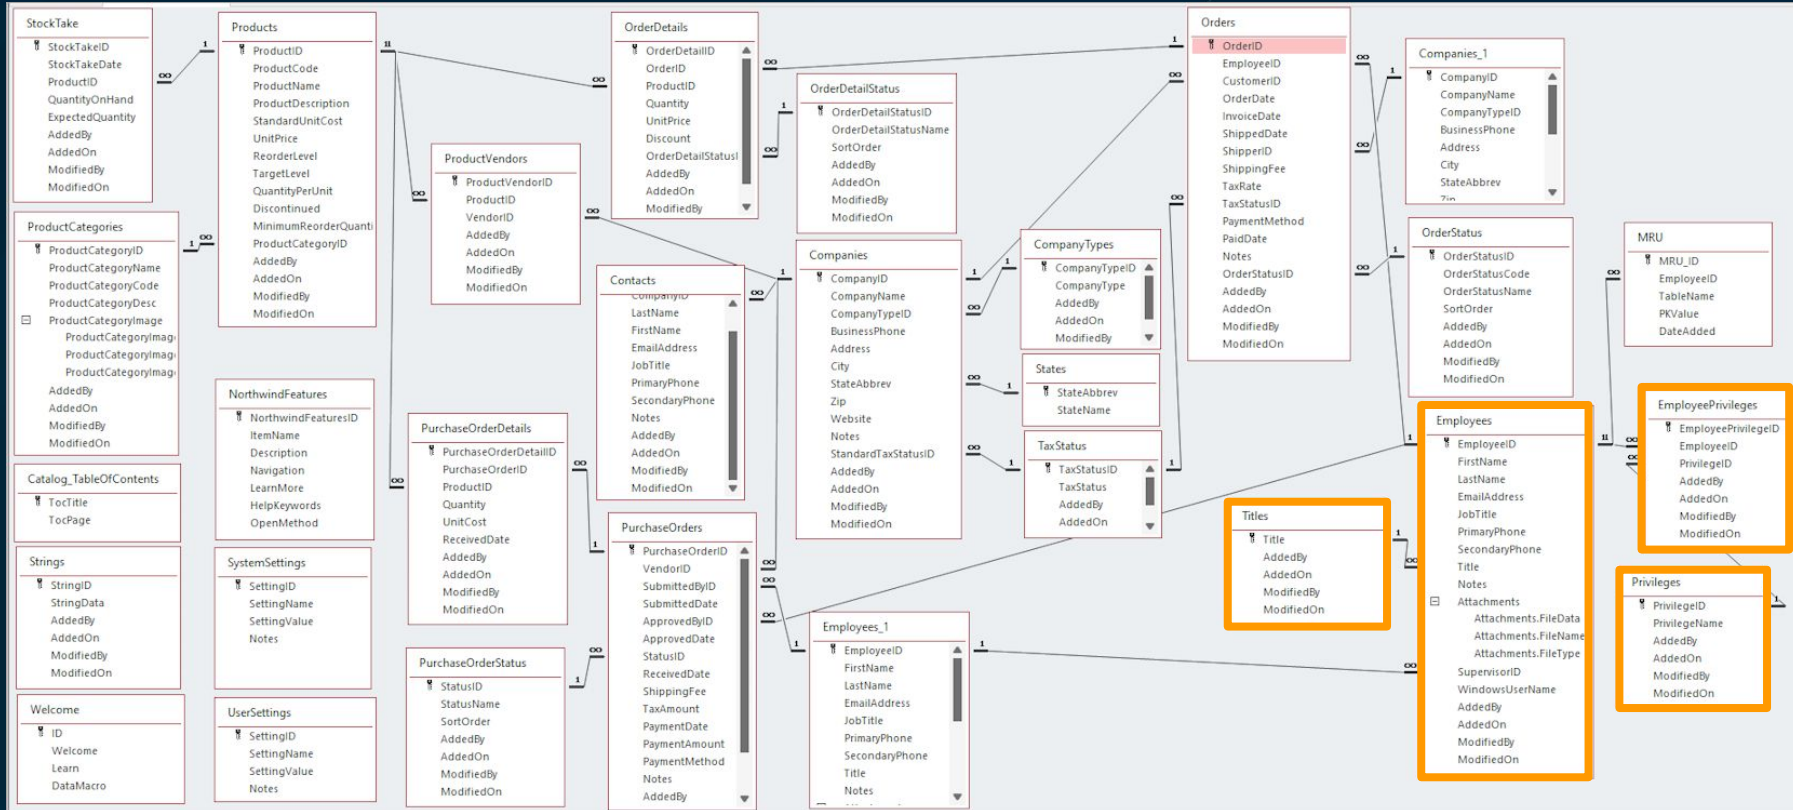 StockTake
StockTakeID
StockTakeDate
ProductID
QuantityOnHand
ExpectedQuantity
AddedBy
AddedOn
ModifiedBy
ModifiedOn
Products
ProductID
ProductCode
ProductName
ProductDescription
StandardUnitCost
UnitPrice
ReorderLevel
TargetLevel
QuantityPerUnit
Discontinued
MinimumReorderQuanti
ProductCategoryID
AddedBy
AddedOn
ModifiedBy
ModifiedOn
OrderDetails
OrderDetailID
OrderID
ProductID
Quantity
UnitPrice
Discount
OrderDetailStatusI
AddedBy
AddedOn
ModifiedBy
OrderDetailStatus
OrderDetailStatusID
OrderDetailStatusName
SortOrder
AddedBy
AddedOn
ModifiedBy
ModifiedOn
Orders
OrderID
EmployeeID
CustomerID
OrderDate
InvoiceDate
ShippedDate
ShipperID
ShippingFee
TaxRate
TaxStatusID
PaymentMethod
PaidDate
Notes
OrderStatusID
AddedBy
AddedOn
ModifiedBy
ModifiedOn
Companies_1
CompanyID
CompanyName
CompanyTypeID
BusinessPhone
Address
City
StateAbbrev
Zip
ProductVendors
ProductVendorID
ProductID
VendorID
AddedBy
AddedOn
ModifiedBy
ModifiedOn
ProductCategories
ProductCategoryID
ProductCategoryName
ProductCategoryCode
ProductCategoryDesc
ProductCategoryImage
ProductCategoryImag
ProductCategoryImag
ProductCategoryImag
AddedBy
AddedOn
ModifiedBy
ModifiedOn
Contacts
CompanyID
LastName
FirstName
EmailAddress
JobTitle
PrimaryPhone
SecondaryPhone
Notes
AddedBy
AddedOn
ModifiedBy
ModifiedOn
Companies
CompanyID
CompanyName
CompanyTypeID
BusinessPhone
Address
City
StateAbbrev
Zip
Website
Notes
StandardTaxStatusID
AddedBy
AddedOn
ModifiedBy
ModifiedOn
CompanyTypes
CompanyTypeID
CompanyType
AddedBy
AddedOn
ModifiedBy
States
StateAbbrev
StateName
TaxStatus
TaxStatusID
TaxStatus
AddedBy
AddedOn
OrderStatus
OrderStatusID
OrderStatusCode
OrderStatusName
SortOrder
AddedBy
AddedOn
ModifiedBy
ModifiedOn
MRU
MRU_ID
EmployeeID
TableName
PKValue
DateAdded
NorthwindFeatures
NorthwindFeaturesID
ItemName
Description
Navigation
LearnMore
HelpKeywords
OpenMethod
PurchaseOrderDetails
PurchaseOrderDetailID
PurchaseOrderID
ProductID
Quantity
UnitCost
ReceivedDate
AddedBy
AddedOn
ModifiedBy
ModifiedOn
Employees
EmployeeID
FirstName
LastName
EmailAddress
JobTitle
PrimaryPhone
SecondaryPhone
Title
Notes
Attachments
Attachments.FileData
Attachments.FileName
Attachments.FileType
SupervisorID
WindowsUserName
AddedBy
AddedOn
ModifiedBy
ModifiedOn
EmployeePrivileges
EmployeePrivilegeID
EmployeeID
PrivilegeID
AddedBy
AddedOn
ModifiedBy
ModifiedOn
Catalog_TableOfContents
TocTitle
TocPage
Strings
StringID
StringData
AddedBy
AddedOn
ModifiedBy
ModifiedOn
SystemSettings
SettingID
SettingName
SettingValue
Notes
PurchaseOrders
PurchaseOrderID
VendorID
SubmittedByID
SubmittedDate
ApprovedByID
ApprovedDate
StatusID
ReceivedDate
ShippingFee
TaxAmount
PaymentDate
PaymentAmount
PaymentMethod
Notes
AddedBy
Titles
Title
AddedBy
AddedOn
ModifiedBy
ModifiedOn
Privileges
PrivilegeID
PrivilegeName
AddedBy
AddedOn
ModifiedBy
ModifiedOn
Employees_1
EmployeeID
FirstName
LastName
EmailAddress
JobTitle
PrimaryPhone
SecondaryPhone
Title
Notes
PurchaseOrderStatus
StatusID
StatusName
SortOrder
AddedBy
AddedOn
ModifiedBy
ModifiedOn
Welcome
ID
Welcome
Learn
DataMacro
UserSettings
SettingID
SettingName
SettingValue
Notes